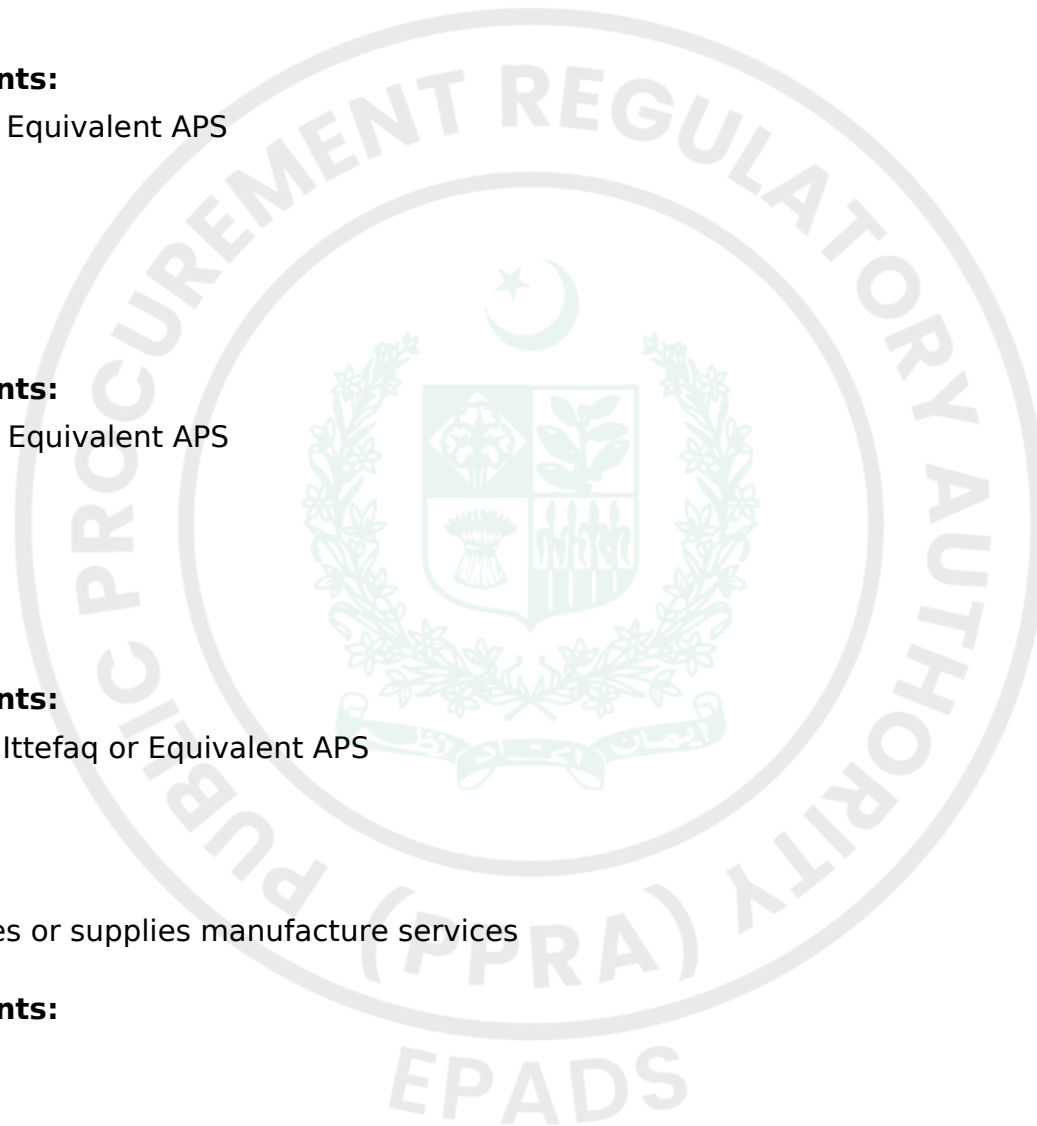 nts:
Equivalent APS
nts:
Equivalent APS
nts:
Ittefaq or Equivalent APS
es or supplies manufacture services
nts:
PUBLIC PROCUREMENT REGULATORY AUTHORITY
(PPRA)
EPADS